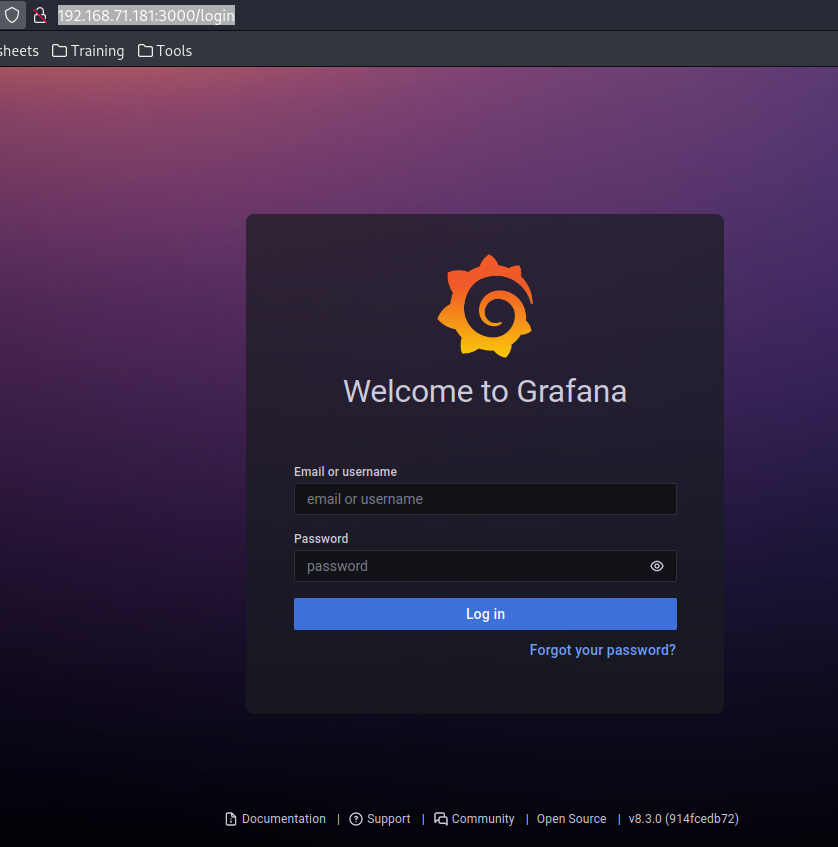 192.168.71.181:3000/login
sheets Training Tools
Welcome to Grafana
Email or username
email or username
Password
password
Log in
Forgot your password?
Documentation | Support | Community | Open Source | v8.3.0 (914fcedb72)